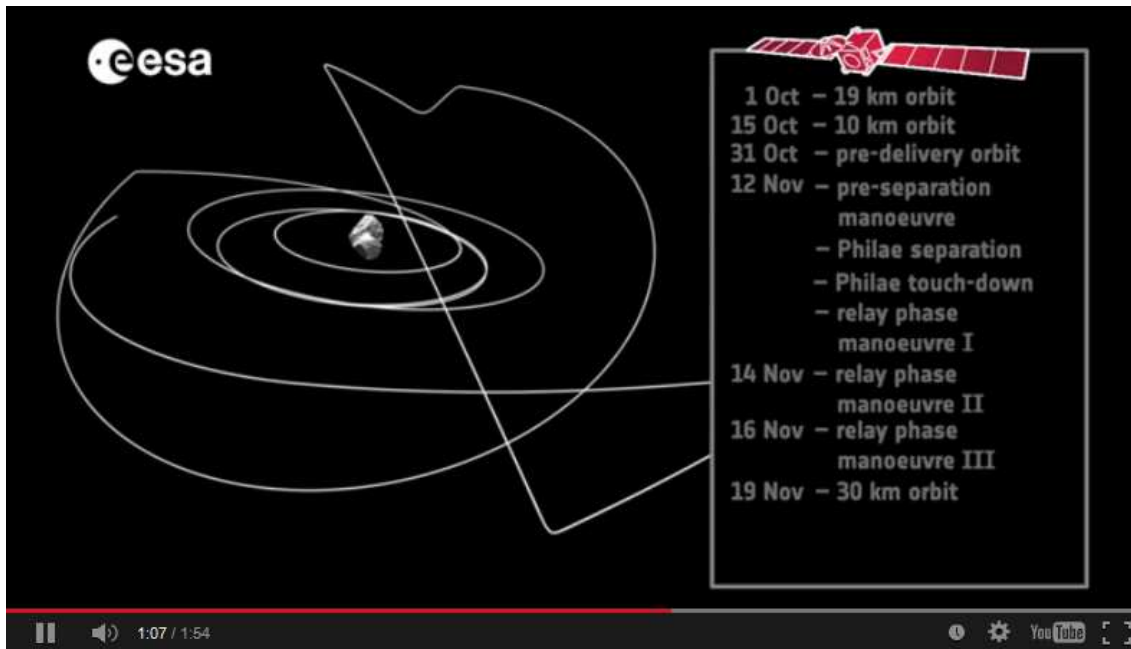 esa
1 Oct – 19 km orbit
15 Oct – 10 km orbit
31 Oct – pre-delivery orbit
12 Nov – pre-separation
manoeuvre
– Philae separation
– Philae touch-down
– relay phase
manoeuvre I
14 Nov – relay phase
manoeuvre II
16 Nov – relay phase
manoeuvre III
19 Nov – 30 km orbit
1:07 / 1:54
YouTube